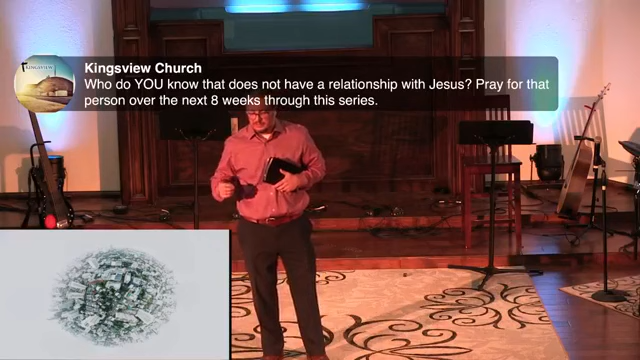 KINGSVIEW
Kingsview Church
Who do YOU know that does not have a relationship with Jesus? Pray for that
person over the next 8 weeks through this series.